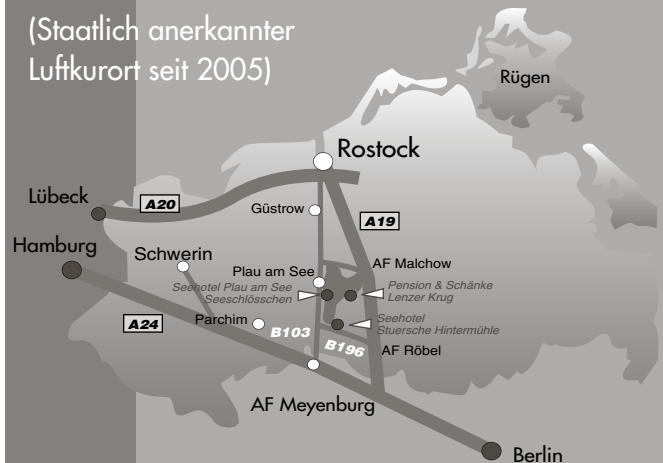 (Staatlich anerkannter
Luftkurort seit 2005)
Rügen
Rostock
Lübeck
A20
Güstrow
A19
Hamburg
Schwerin
AF Malchow
Plau am See
Seehotel Plau am See
Seeschlösschen
Pension & Schänke
Lenzer Krug
A24
Parchim
B103
Seehotel
Stuersche Hintermühle
B196
AF Röbel
AF Meyenburg
Berlin